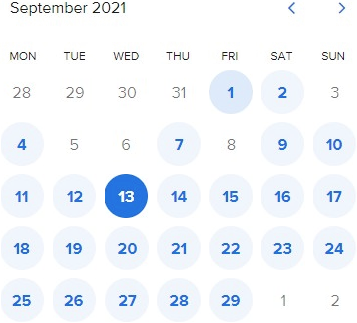 September 2021
MON TUE WED THU FRI SAT SUN
28 29 30 31 1 2 3
4 5 6 7 8 9 10
11 12 13 14 15 16 17
18 19 20 21 22 23 24
25 26 27 28 29 1 2